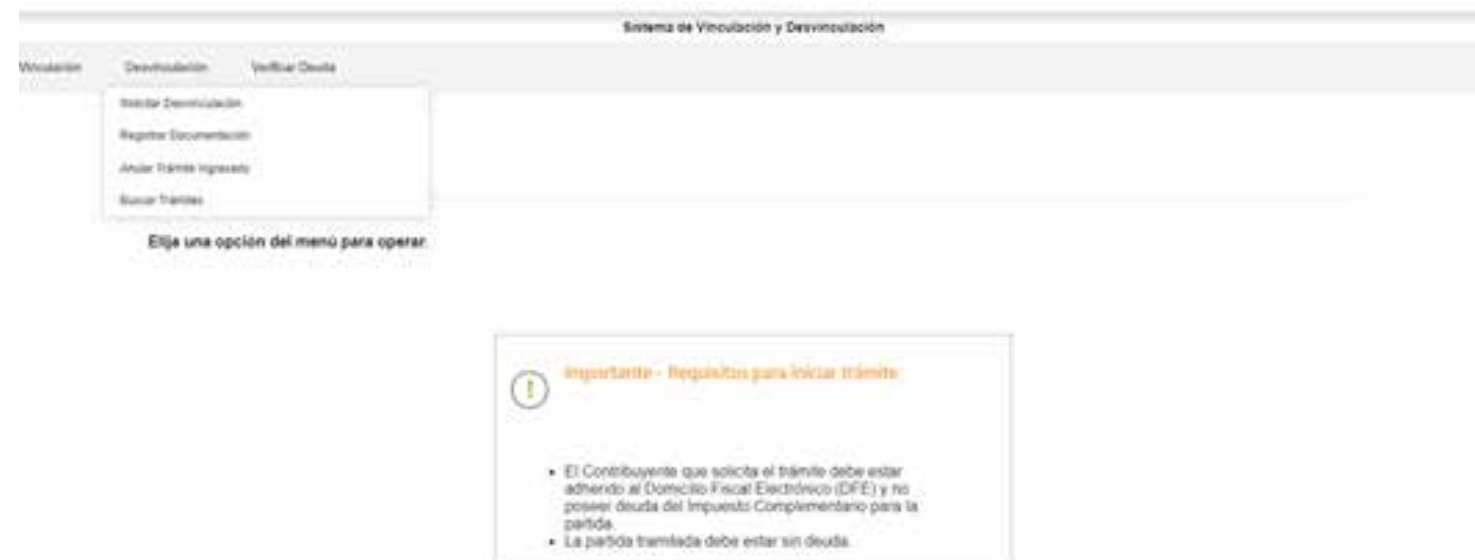 Sistema de Vinculación y Desvinculación
Vinculación Desvinculación Verificar Deuda
Solicitar Desvinculación
Registrar Documentación
Anular Trámite Ingresado
Buscar Trámites
Elija una opción del menú para operar.
Importante - Requisitos para iniciar trámite
• El Contribuyente que solicita el trámite debe estar
adherido al Domicilio Fiscal Electrónico (DFE) y no
poseer deuda del Impuesto Complementario para la
partida.
• La partida tramitada debe estar sin deuda.